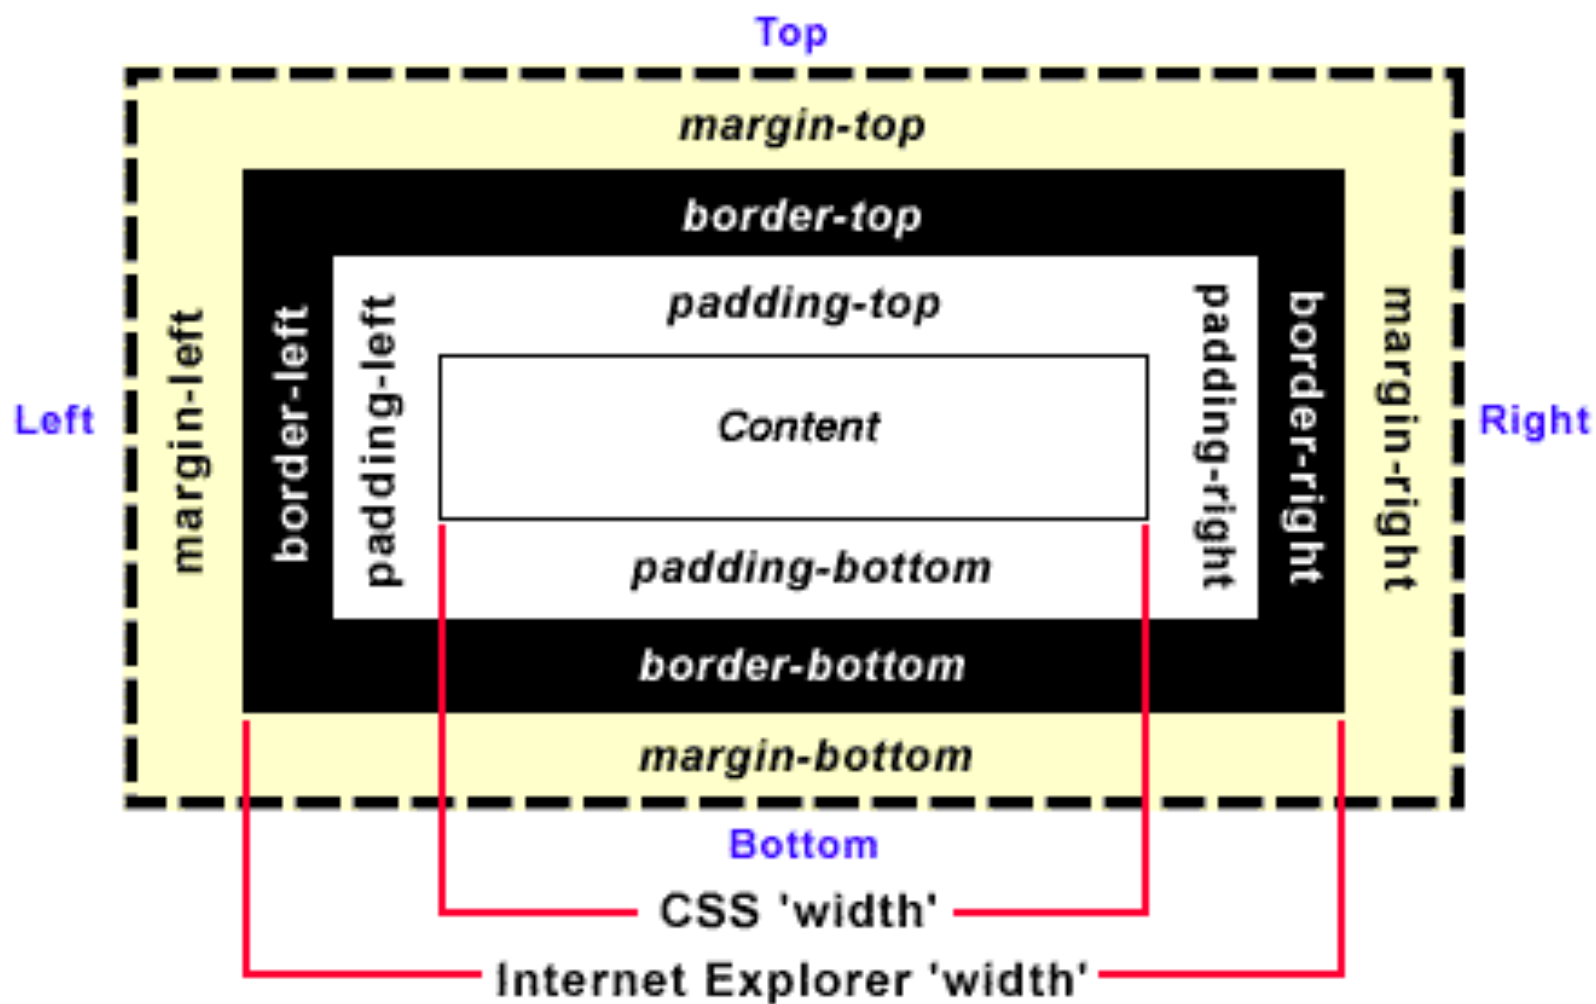 Top
margin-top
border-top
padding-top
Left
margin-left
border-left
padding-left
Content
padding-right
border-right
margin-right
Right
padding-bottom
border-bottom
margin-bottom
Bottom
CSS 'width'
Internet Explorer 'width'